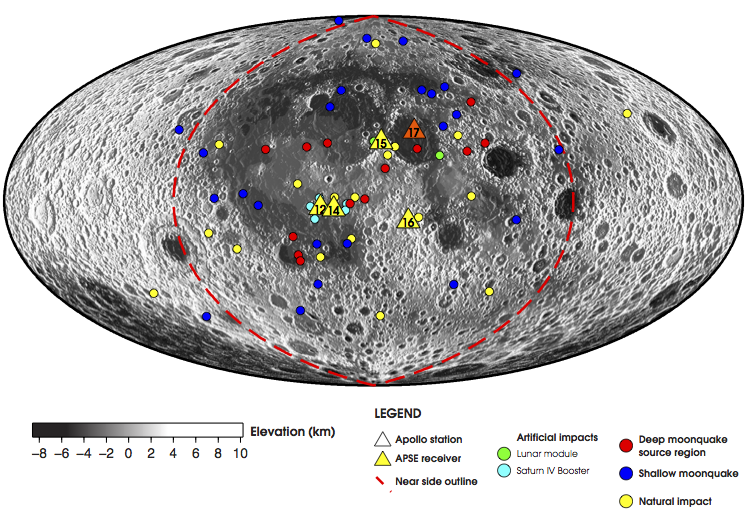 17
15
12
14
16
LEGEND
Elevation (km)
−8 −6 −4 −2 0 2 4 6 8 10
Apollo station
APSE receiver
Near side outline
Artificial impacts
Lunar module
Saturn IV Booster
Deep moonquake
source region
Shallow moonquake
Natural impact